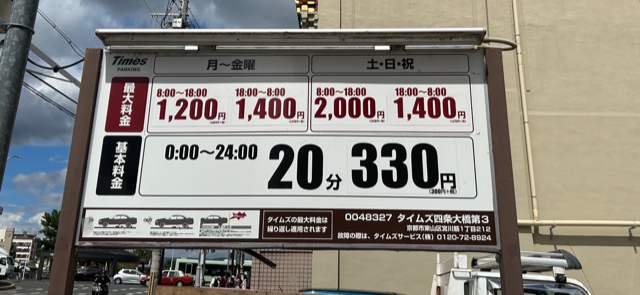 Times
PARKING
月～金曜
土・日・祝
最大料金
8:00～18:00
1,200円
18:00～8:00
1,400円
8:00～18:00
2,000円
18:00～8:00
1,400円
基本料金
0:00～24:00
20分
330円
(300円+税)
タイムズの最大料金は
繰り返し適用されます
0048327 タイムズ四条大橋第3
京都市東山区宮川筋1丁目212
故障の際は、タイムズサービス(株) 0120-72-8924